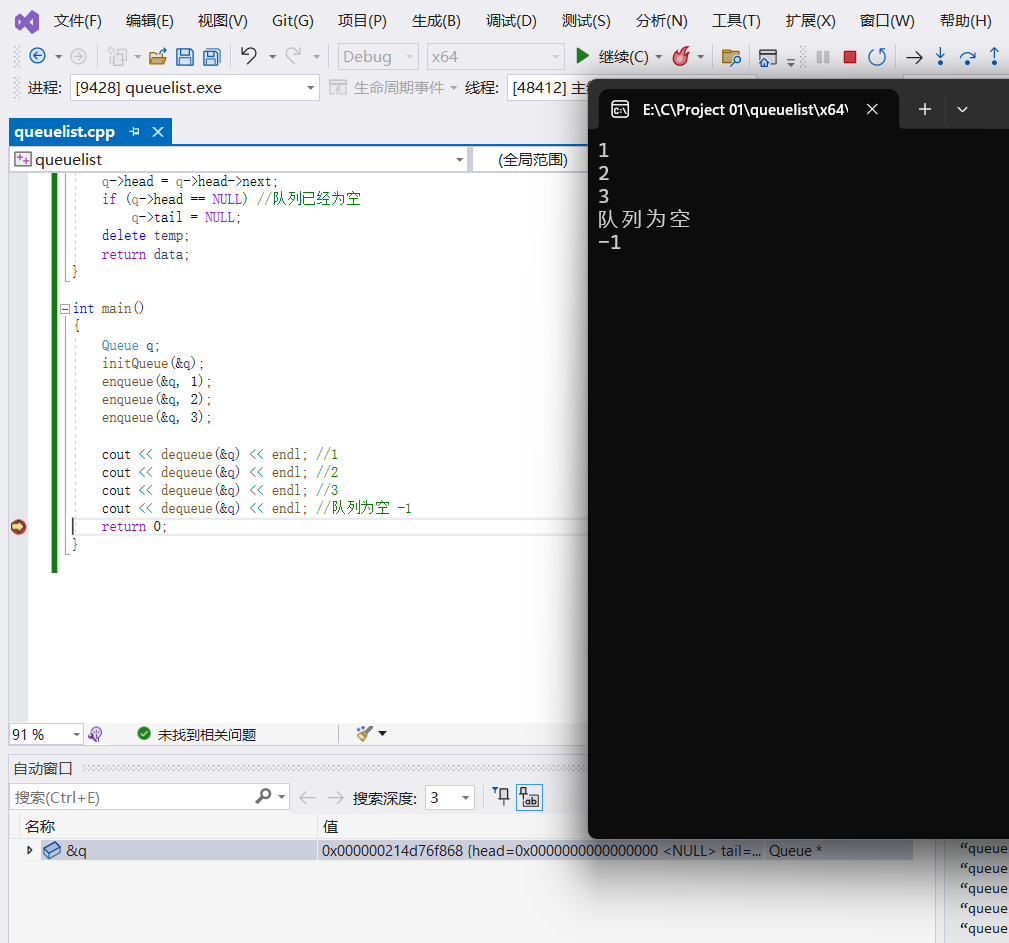 文件(F) 编辑(E) 视图(V) Git(G) 项目(P) 生成(B) 调试(D) 测试(S) 分析(N) 工具(T) 扩展(X) 窗口(W) 帮助(H)
Debug x64 继续(C)
进程: [9428] queuelist.exe 生命周期事件 线程: [48412]
queuelist.cpp
queuelist (全局范围)
q->head = q->head->next;
if (q->head == NULL) //队列已经为空
q->tail = NULL;
delete temp;
return data;
}
int main()
{
Queue q;
initQueue(&q);
enqueue(&q, 1);
enqueue(&q, 2);
enqueue(&q, 3);
cout << dequeue(&q) << endl; //1
cout << dequeue(&q) << endl; //2
cout << dequeue(&q) << endl; //3
cout << dequeue(&q) << endl; //队列为空 -1
return 0;
}
91 % 未找到相关问题
自动窗口
搜索(Ctrl+E) 搜索深度: 3
名称 值
&q 0x000000214d76f868 {head=0x0000000000000000 <NULL> tail=... Queue *
E:\C\Project 01\queuelist\x64\
1
2
3
队列为空
-1
“queue
“queue
“queue
“queue
“queue